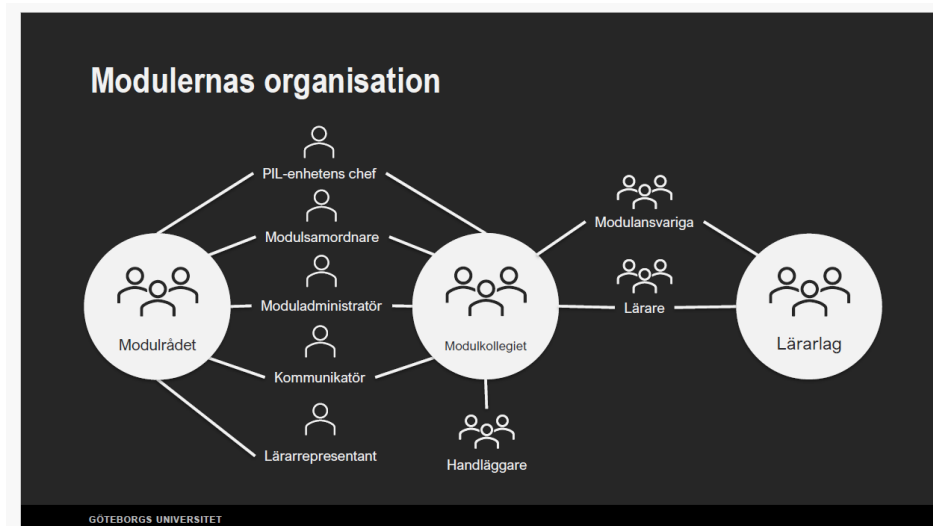 Modulernas organisation
PIL-enhetens chef
Modulsamordnare
Moduladministratör
Kommunikatör
Lärarrepresentant
Modulrådet
Modulkollegiet
Handläggare
Modulansvariga
Lärare
Lärarlag
GÖTEBORGS UNIVERSITET